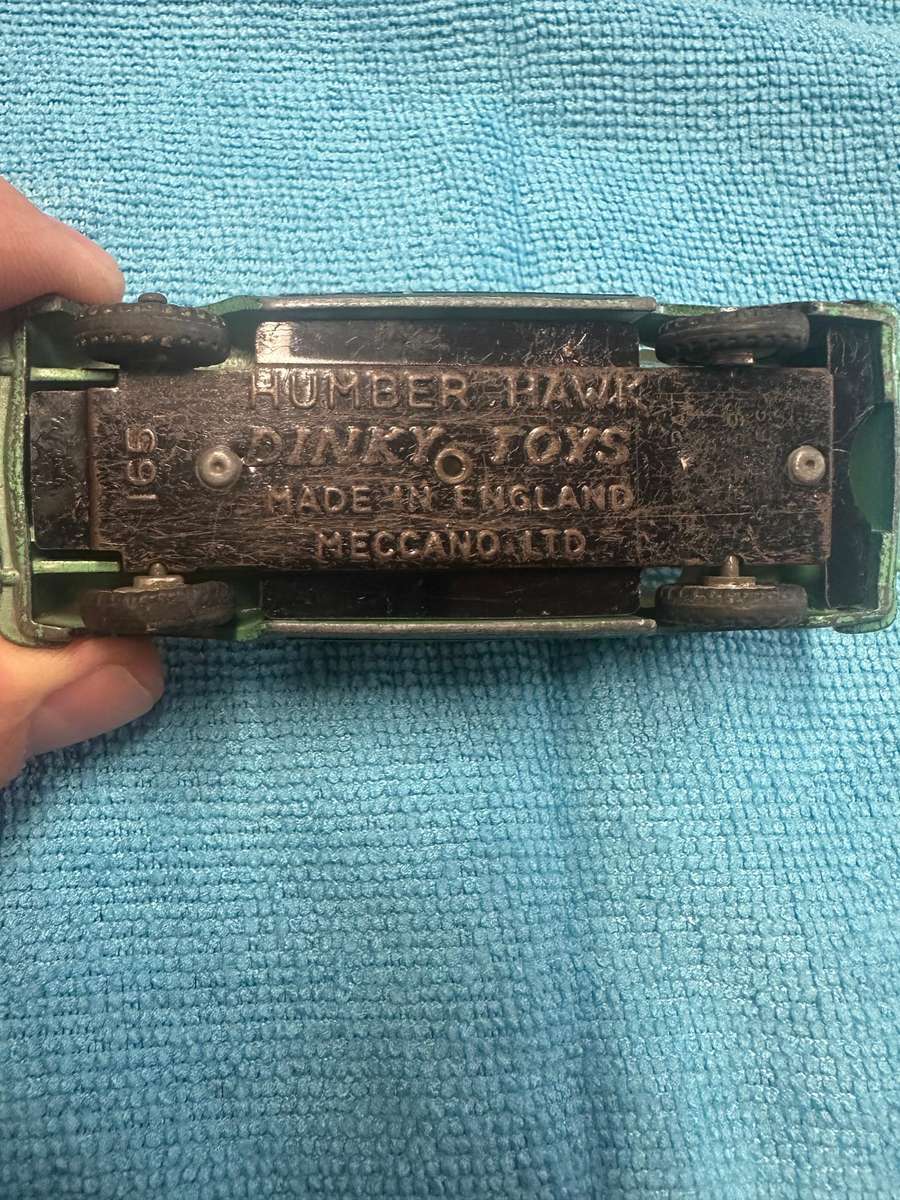 HUMBER HAWK
DINKY TOYS
MADE IN ENGLAND
MECCANO LTD
165